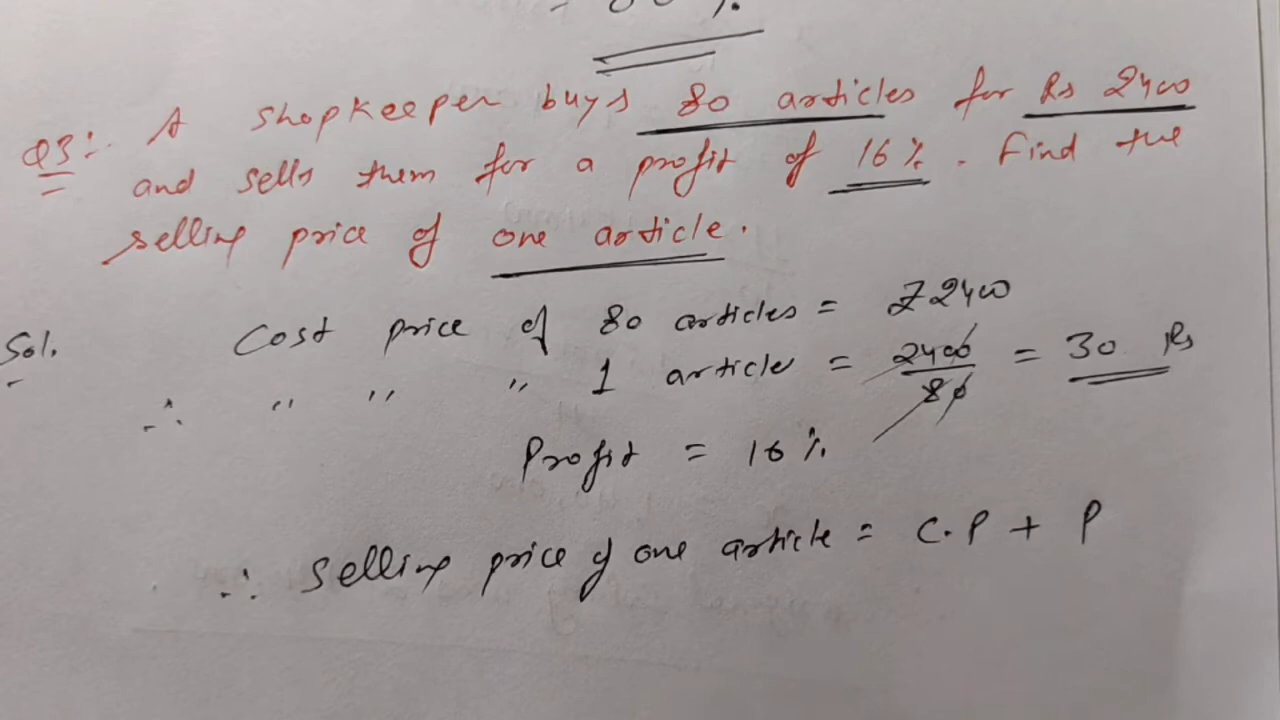 Q3:. A shopkeeper buys 80 articles for Rs 2400
and sells them for a profit of 16%. Find the
selling price of one article.
Sol. Cost price of 80 articles = ₹2400
∴ " " " 1 article = 2400/80 = 30 Rs
Profit = 16%
∴ Selling price of one article = C.P + P